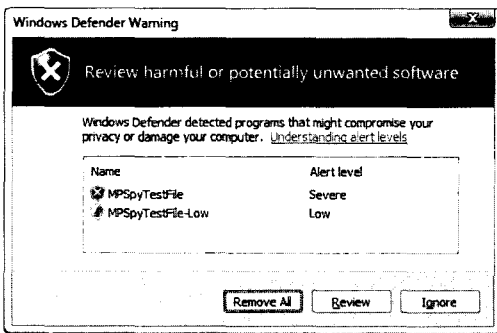 Windows Defender Warning
Review harmful or potentially unwanted software
Windows Defender detected programs that might compromise your
privacy or damage your computer. Understanding alert levels
Name Alert level
MPSpyTestFile Severe
MPSpyTestFile-Low Low
Remove All Review Ignore